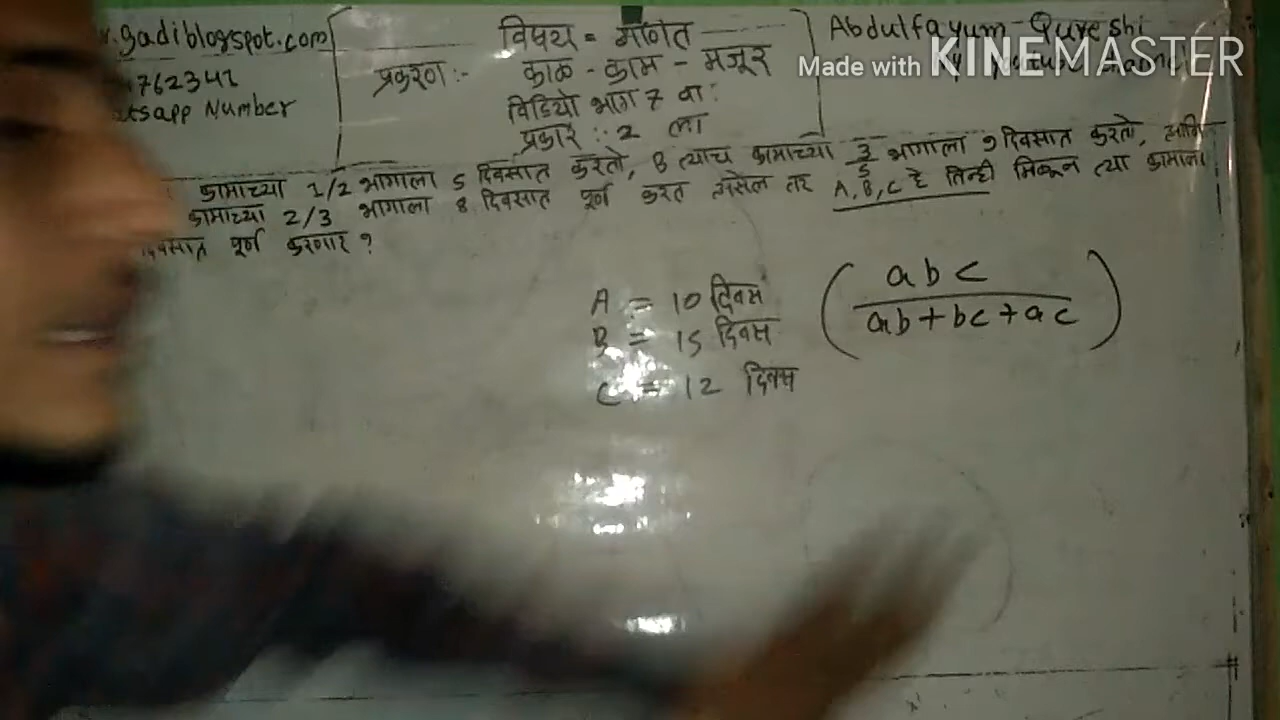 .gadiblogspot.com
762342
tsapp Number
विषय = गणित
प्रकरण :- काळ - काम - मजूर
विडियो भाग 7 वा :
प्रकार :: 2 ला
Abdulfayum - Qureshi
Made with KINEMASTER
कामाच्या 1/2 भागाला 5 दिवसात करतो, B त्याच कामाच्या 3/5 भागाला 9 दिवसात करतो, आणि
कामाच्या 2/3 भागाला 8 दिवसात पूर्ण करत असेल तर A, B, C हे तिन्ही मिळून त्या कामाला
दिवसात पूर्ण करणार ?
A = 10 दिवस
B = 15 दिवस
C = 12 दिवस
( abc / ab + bc + ac )